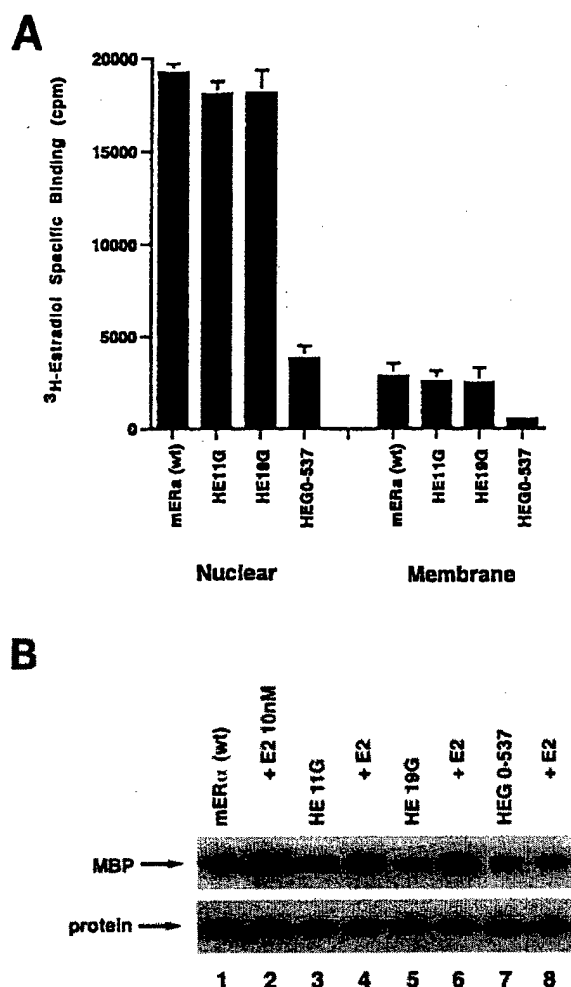 A
³H-Estradiol Specific Binding (cpm)
20000
15000
10000
5000
0
mERa (wt)
HE11G
HE19G
HEG0-537
mERa (wt)
HE11G
HE19G
HEG0-537
Nuclear
Membrane
B
mERα (wt)
+ E2 10nM
HE 11G
+ E2
HE 19G
+ E2
HEG 0-537
+ E2
MBP
protein
1 2 3 4 5 6 7 8